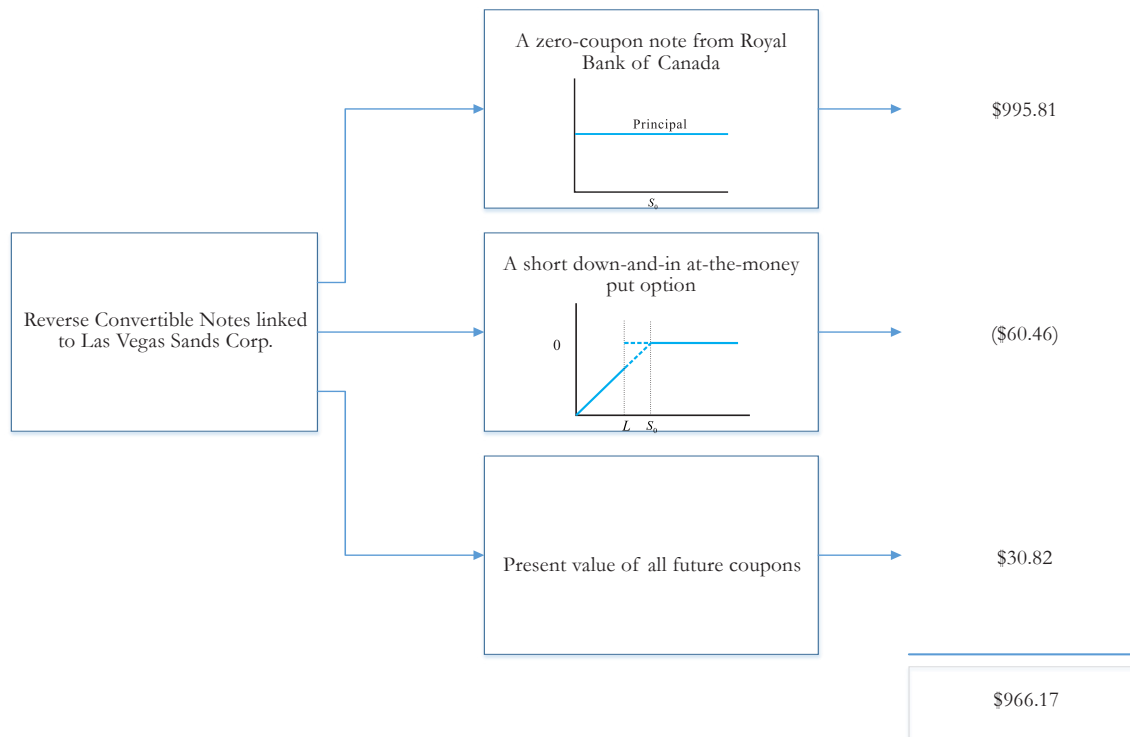 A zero-coupon note from Royal
Bank of Canada
Principal
S₀
$995.81
Reverse Convertible Notes linked
to Las Vegas Sands Corp.
A short down-and-in at-the-money
put option
0
L S₀
($60.46)
Present value of all future coupons
$30.82
$966.17